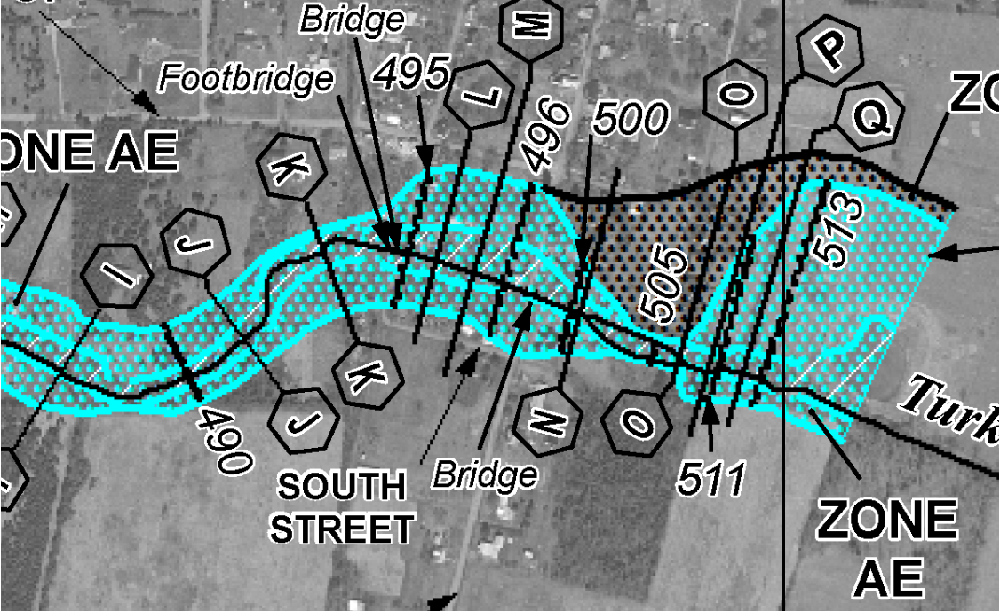 Bridge
M
P
Footbridge
495
L
O
496
500
Q
ZO
ONE AE
K
J
I
513
505
K
J
490
N
O
511
Bridge
SOUTH
STREET
Turk
ZONE
AE